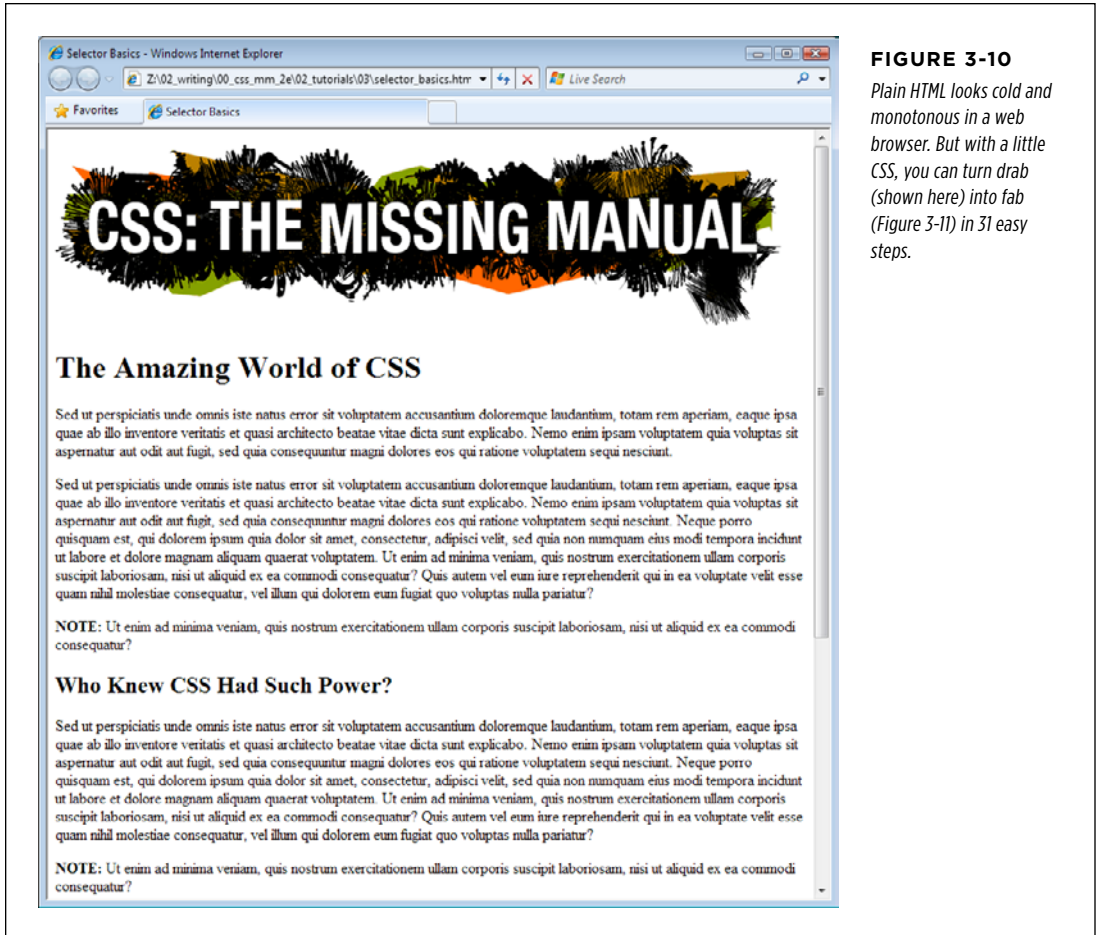 Selector Basics - Windows Internet Explorer
Z:\02_writing\00_css_mm_2e\02_tutorials\03\selector_basics.htm
Live Search
Favorites
Selector Basics
CSS: THE MISSING MANUAL
The Amazing World of CSS
Sed ut perspiciatis unde omnis iste natus error sit voluptatem accusantium doloremque laudantium, totam rem aperiam, eaque ipsa
quae ab illo inventore veritatis et quasi architecto beatae vitae dicta sunt explicabo. Nemo enim ipsam voluptatem quia voluptas sit
aspernatur aut odit aut fugit, sed quia consequuntur magni dolores eos qui ratione voluptatem sequi nesciunt.
Sed ut perspiciatis unde omnis iste natus error sit voluptatem accusantium doloremque laudantium, totam rem aperiam, eaque ipsa
quae ab illo inventore veritatis et quasi architecto beatae vitae dicta sunt explicabo. Nemo enim ipsam voluptatem quia voluptas sit
aspernatur aut odit aut fugit, sed quia consequuntur magni dolores eos qui ratione voluptatem sequi nesciunt. Neque porro
quisquam est, qui dolorem ipsum quia dolor sit amet, consectetur, adipisci velit, sed quia non numquam eius modi tempora incidunt
ut labore et dolore magnam aliquam quaerat voluptatem. Ut enim ad minima veniam, quis nostrum exercitationem ullam corporis
suscipit laboriosam, nisi ut aliquid ex ea commodi consequatur? Quis autem vel eum iure reprehenderit qui in ea voluptate velit esse
quam nihil molestiae consequatur, vel illum qui dolorem eum fugiat quo voluptas nulla pariatur?
NOTE: Ut enim ad minima veniam, quis nostrum exercitationem ullam corporis suscipit laboriosam, nisi ut aliquid ex ea commodi
consequatur?
Who Knew CSS Had Such Power?
Sed ut perspiciatis unde omnis iste natus error sit voluptatem accusantium doloremque laudantium, totam rem aperiam, eaque ipsa
quae ab illo inventore veritatis et quasi architecto beatae vitae dicta sunt explicabo. Nemo enim ipsam voluptatem quia voluptas sit
aspernatur aut odit aut fugit, sed quia consequuntur magni dolores eos qui ratione voluptatem sequi nesciunt. Neque porro
quisquam est, qui dolorem ipsum quia dolor sit amet, consectetur, adipisci velit, sed quia non numquam eius modi tempora incidunt
ut labore et dolore magnam aliquam quaerat voluptatem. Ut enim ad minima veniam, quis nostrum exercitationem ullam corporis
suscipit laboriosam, nisi ut aliquid ex ea commodi consequatur? Quis autem vel eum iure reprehenderit qui in ea voluptate velit esse
quam nihil molestiae consequatur, vel illum qui dolorem eum fugiat quo voluptas nulla pariatur?
NOTE: Ut enim ad minima veniam, quis nostrum exercitationem ullam corporis suscipit laboriosam, nisi ut aliquid ex ea commodi
consequatur?
FIGURE 3-10
Plain HTML looks cold and
monotonous in a web
browser. But with a little
CSS, you can turn drab
(shown here) into fab
(Figure 3-11) in 31 easy
steps.